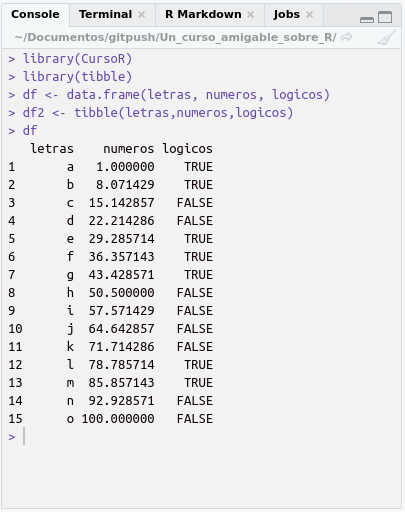 Console Terminal × R Markdown × Jobs ×
~/Documentos/gitpush/Un_curso_amigable_sobre_R/
> library(CursoR)
> library(tibble)
> df <- data.frame(letras, numeros, logicos)
> df2 <- tibble(letras,numeros,logicos)
> df
letras numeros logicos
1 a 1.000000 TRUE
2 b 8.071429 TRUE
3 c 15.142857 FALSE
4 d 22.214286 FALSE
5 e 29.285714 TRUE
6 f 36.357143 TRUE
7 g 43.428571 TRUE
8 h 50.500000 FALSE
9 i 57.571429 FALSE
10 j 64.642857 FALSE
11 k 71.714286 FALSE
12 l 78.785714 TRUE
13 m 85.857143 TRUE
14 n 92.928571 FALSE
15 o 100.000000 FALSE
>